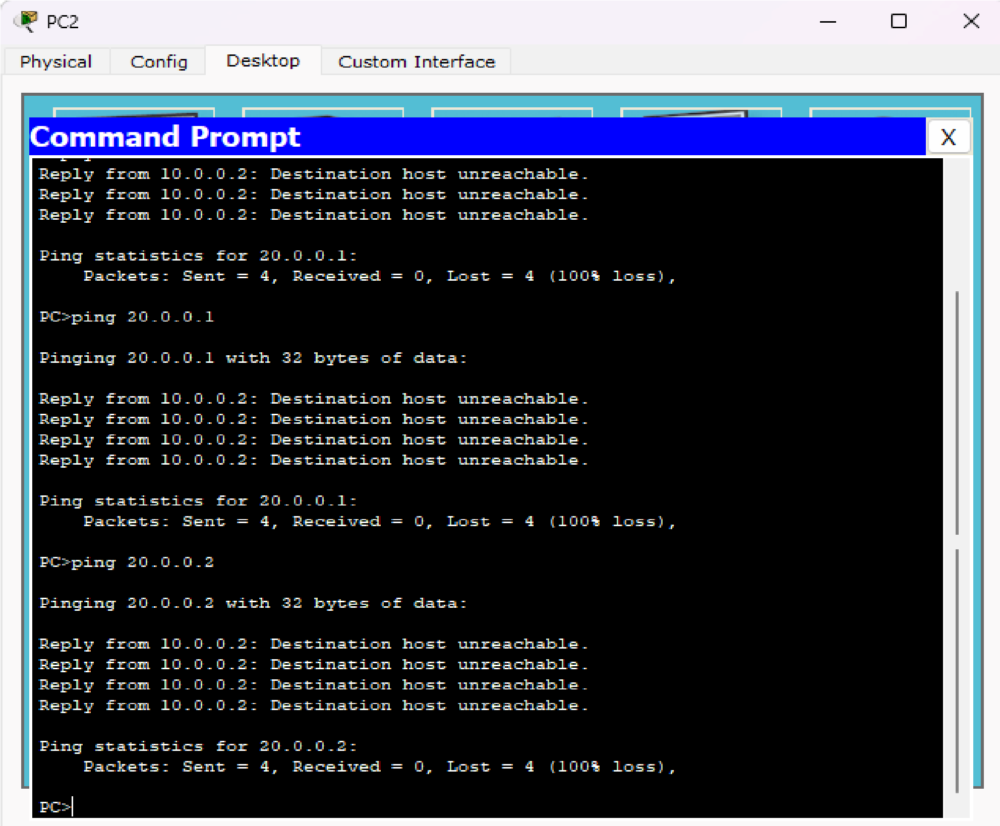 PC2
Physical Config Desktop Custom Interface
Command Prompt X
Reply from 10.0.0.2: Destination host unreachable.
Reply from 10.0.0.2: Destination host unreachable.
Reply from 10.0.0.2: Destination host unreachable.
Ping statistics for 20.0.0.1:
Packets: Sent = 4, Received = 0, Lost = 4 (100% loss),
PC>ping 20.0.0.1
Pinging 20.0.0.1 with 32 bytes of data:
Reply from 10.0.0.2: Destination host unreachable.
Reply from 10.0.0.2: Destination host unreachable.
Reply from 10.0.0.2: Destination host unreachable.
Reply from 10.0.0.2: Destination host unreachable.
Ping statistics for 20.0.0.1:
Packets: Sent = 4, Received = 0, Lost = 4 (100% loss),
PC>ping 20.0.0.2
Pinging 20.0.0.2 with 32 bytes of data:
Reply from 10.0.0.2: Destination host unreachable.
Reply from 10.0.0.2: Destination host unreachable.
Reply from 10.0.0.2: Destination host unreachable.
Reply from 10.0.0.2: Destination host unreachable.
Ping statistics for 20.0.0.2:
Packets: Sent = 4, Received = 0, Lost = 4 (100% loss),
PC>